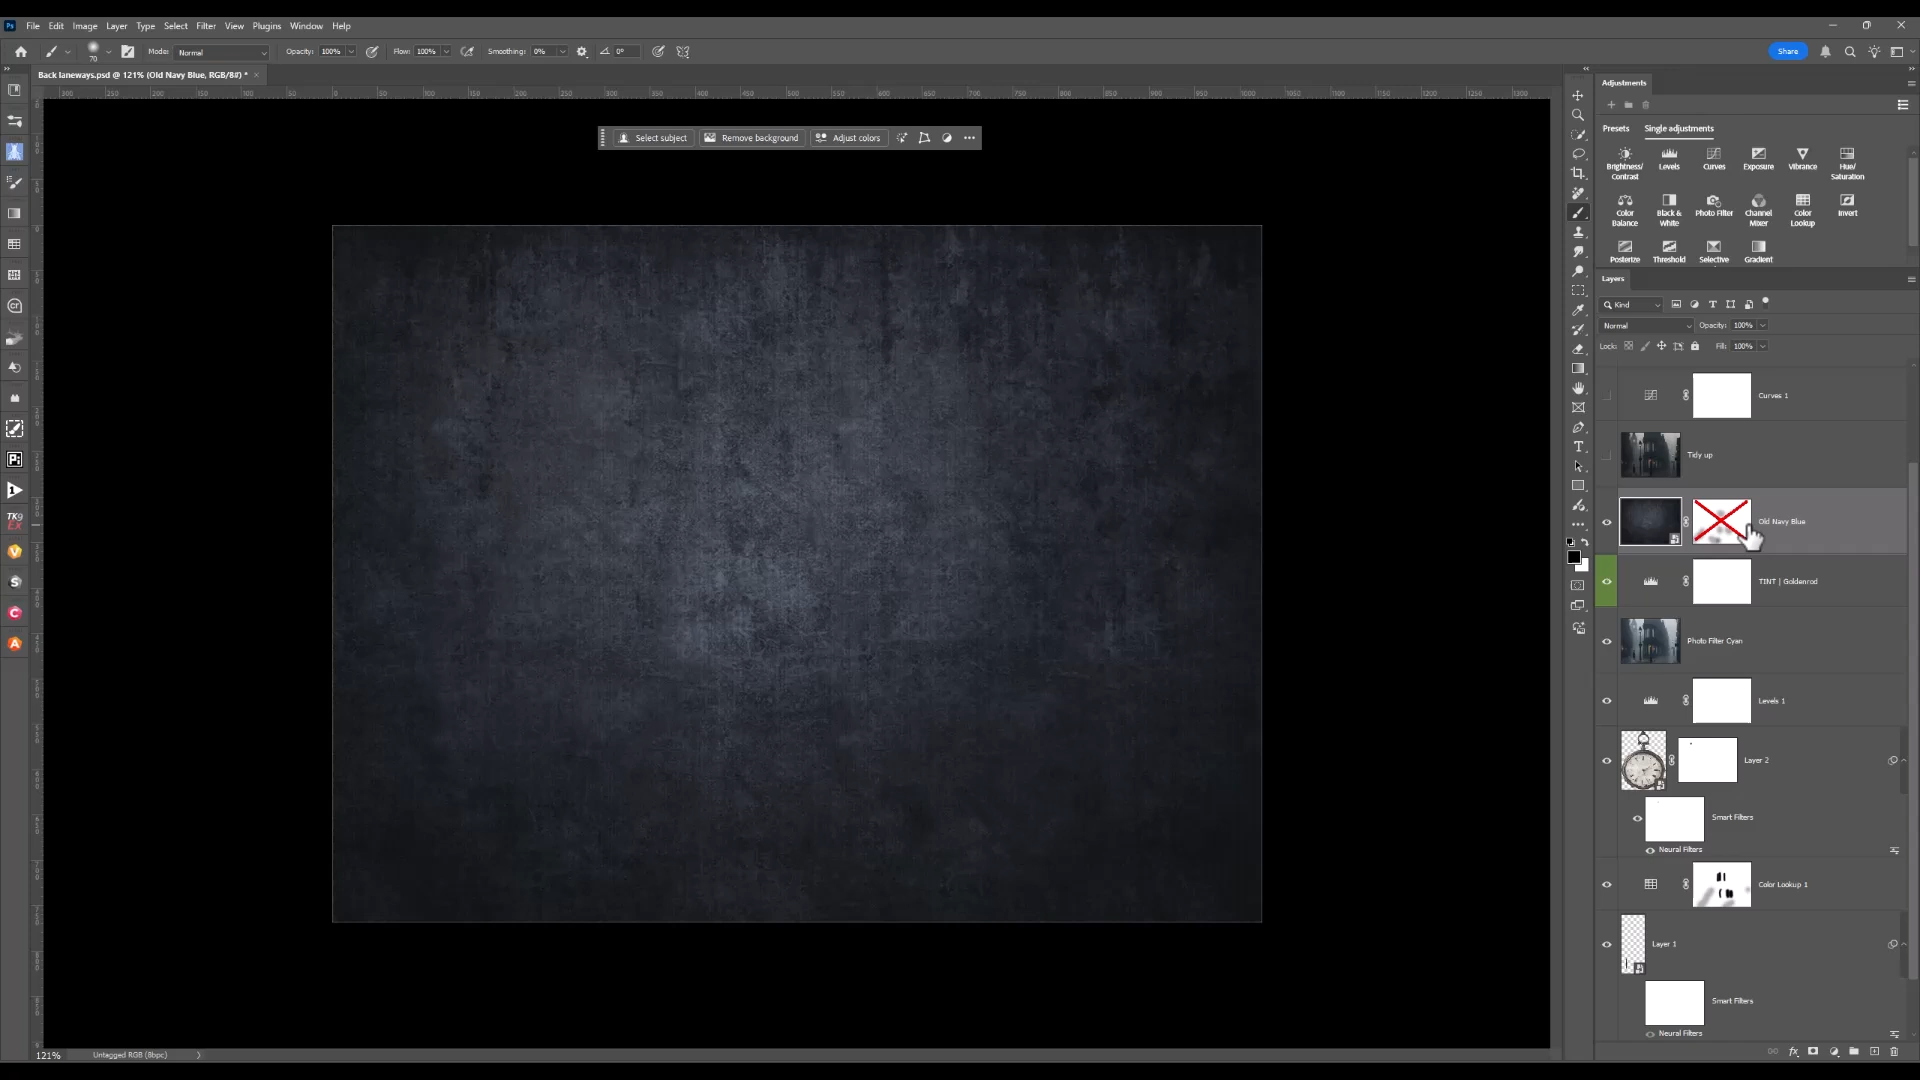 Ps File Edit Image Layer Type Select Filter View Plugins Window Help
70 Mode: Normal Opacity: 100% Flow: 100% Smoothing: 0% 0° Share
Back laneways.psd @ 121% (Old Navy Blue, RGB/8#) * ×
Select subject Remove background Adjust colors
Adjustments
Presets Single adjustments
Brightness/ Contrast Levels Curves Exposure Vibrance Hue/ Saturation
Color Balance Black & White Photo Filter Channel Mixer Color Lookup Invert
Posterize Threshold Selective Gradient
Layers
Kind
Normal Opacity: 100%
Lock: Fill: 100%
Curves 1
Tidy up
Old Navy Blue
TINT | Goldenrod
Photo Filter Cyan
Levels 1
Layer 2
Smart Filters
Neural Filters
Color Lookup 1
Layer 1
Smart Filters
Neural Filters
fx
121% Untagged RGB (8bpc)